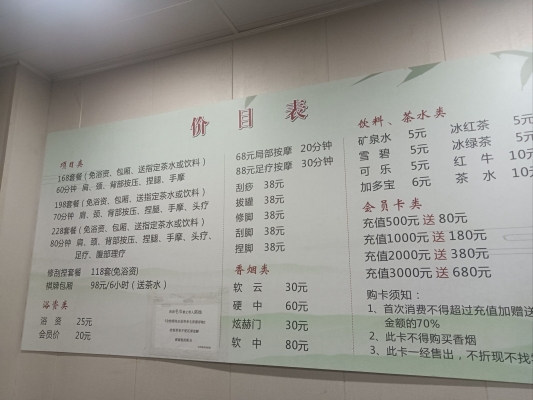 价目表
项目类
168套餐（免浴资、包厢、送指定茶水或饮料）
60分钟 肩、颈、背部按压、捏腿、手摩
198套餐（免浴资、包厢、送指定茶水或饮料）
70分钟 肩、颈、背部按压、捏腿、手摩、头疗
228套餐（免浴资、包厢、送指定茶水或饮料）
80分钟 肩、颈、背部按压、捏腿、手摩、头疗、
足疗、腹部理疗
修刮捏套餐 118套(免浴资)
棋牌包厢 98元/6小时（送茶水）
浴资类
浴 资 25元
会员价 20元
68元局部按摩 20分钟
88元足疗按摩 30分钟
刮痧 38元
拔罐 38元
修脚 38元
刮脚 38元
捏脚 38元
香烟类
软 云 30元
硬 中 60元
炫赫门 30元
软 中 80元
饮料、茶水类
矿泉水 5元 冰红茶 5元
雪 碧 5元 冰绿茶 5元
可 乐 5元 红 牛 10元
加多宝 6元 茶 水 10元
会员卡类
充值500元 送 80元
充值1000元 送 180元
充值2000元 送 380元
充值3000元 送 680元
购卡须知：
1、首次消费不得超过充值加赠送
金额的70%
2、此卡不得购买香烟
3、此卡一经售出，不折现不找